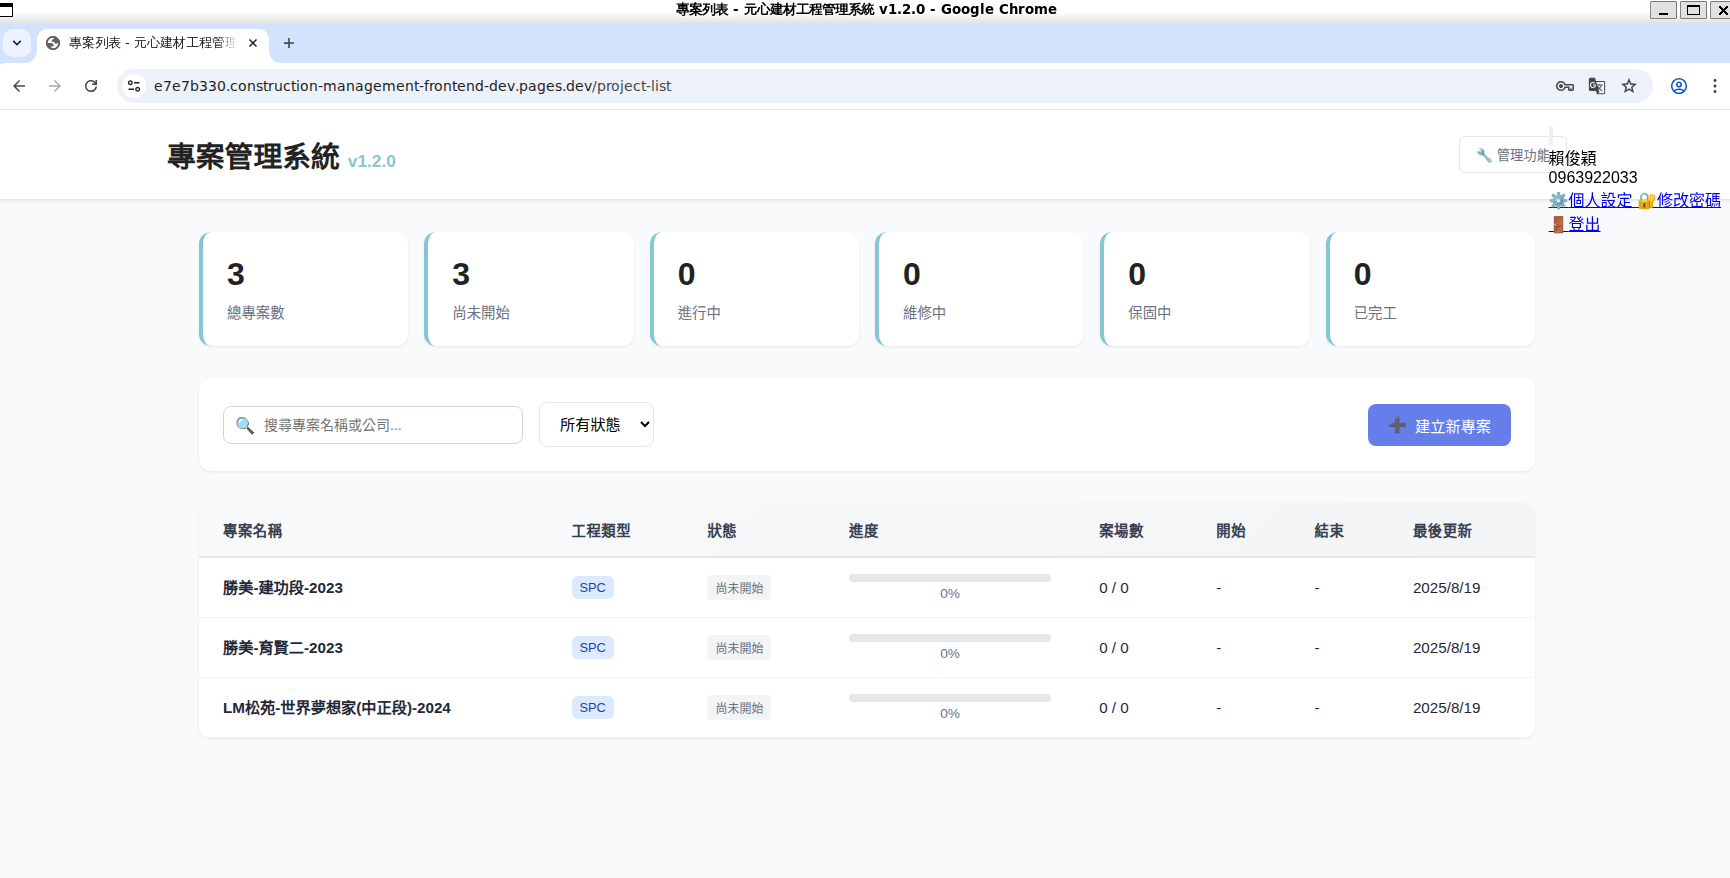 專案列表 - 元心建材工程管理系統 v1.2.0 - Google Chrome
專案列表 - 元心建材工程管理
e7e7b330.construction-management-frontend-dev.pages.dev/project-list
專案管理系統 v1.2.0
🔧 管理功能
賴俊穎
0963922033
⚙️個人設定 🔐修改密碼
🚪登出
3
總專案數
3
尚未開始
0
進行中
0
維修中
0
保固中
0
已完工
🔍 搜尋專案名稱或公司...
所有狀態
➕ 建立新專案
專案名稱 工程類型 狀態 進度 案場數 開始 結束 最後更新
勝美-建功段-2023 SPC 尚未開始 0% 0 / 0 - - 2025/8/19
勝美-育賢二-2023 SPC 尚未開始 0% 0 / 0 - - 2025/8/19
LM松苑-世界夢想家(中正段)-2024 SPC 尚未開始 0% 0 / 0 - - 2025/8/19